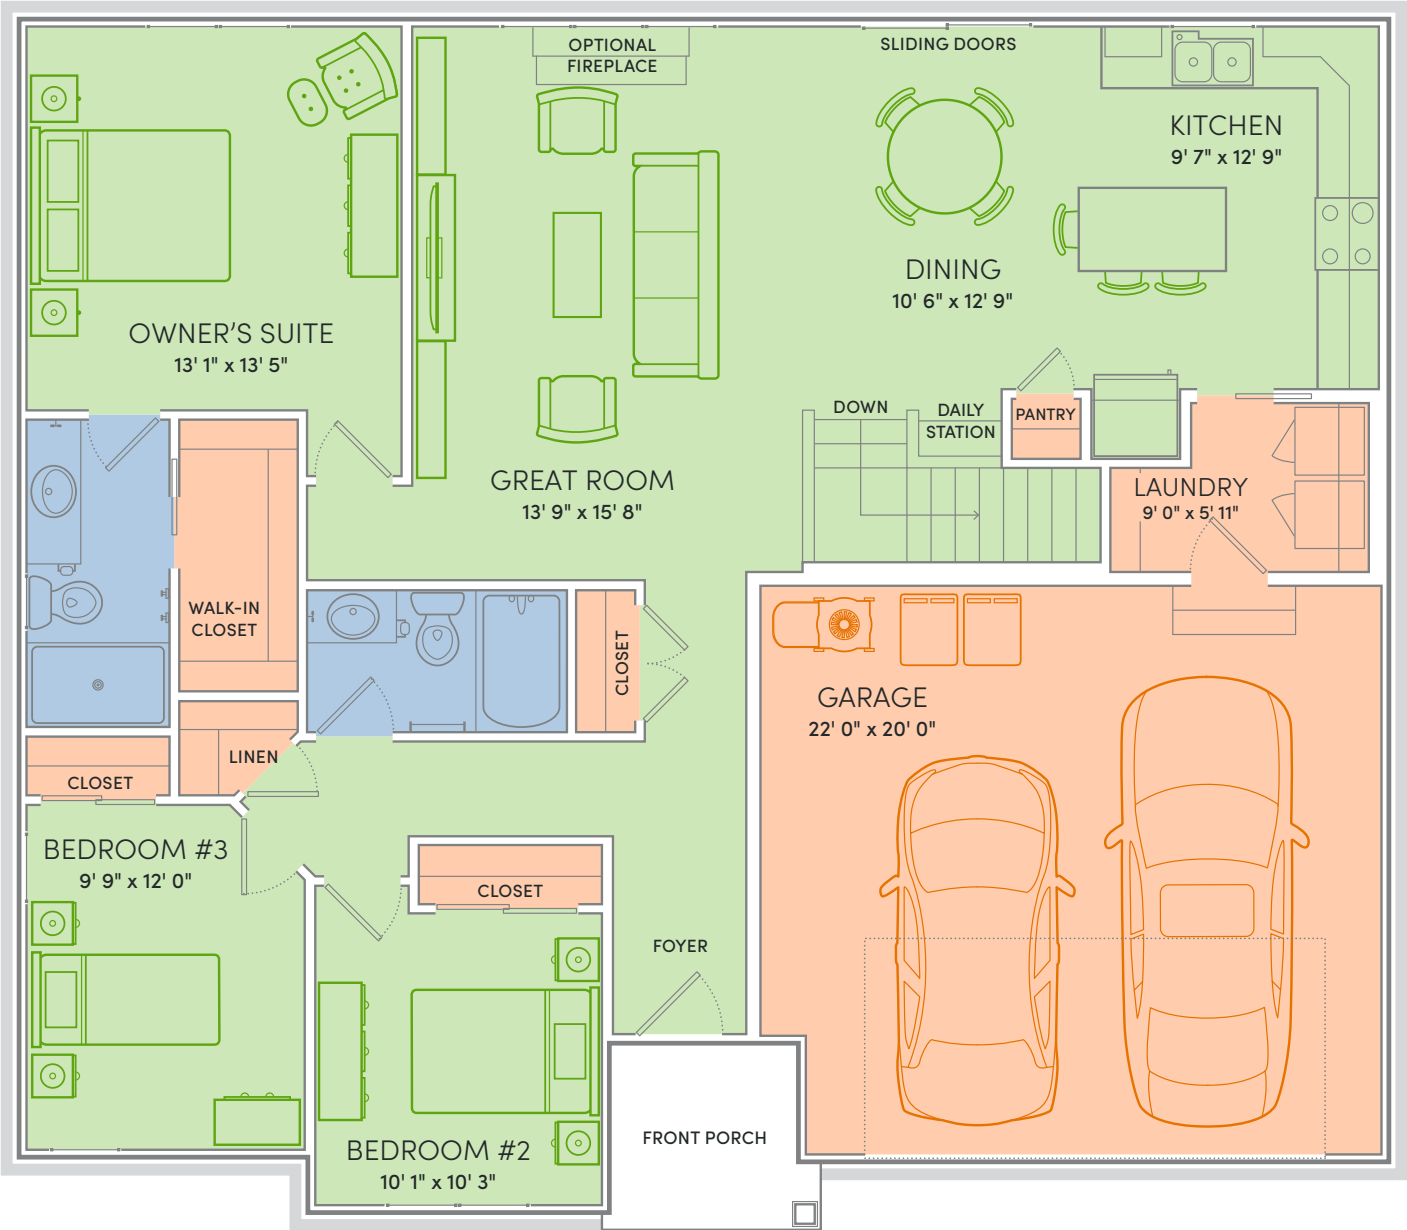 OPTIONAL
FIREPLACE
SLIDING DOORS
KITCHEN
9' 7" x 12' 9"
DINING
10' 6" x 12' 9"
OWNER'S SUITE
13' 1" x 13' 5"
DOWN
DAILY
STATION
PANTRY
GREAT ROOM
13' 9" x 15' 8"
LAUNDRY
9' 0" x 5' 11"
WALK-IN
CLOSET
CLOSET
GARAGE
22' 0" x 20' 0"
LINEN
CLOSET
BEDROOM #3
9' 9" x 12' 0"
CLOSET
FOYER
FRONT PORCH
BEDROOM #2
10' 1" x 10' 3"